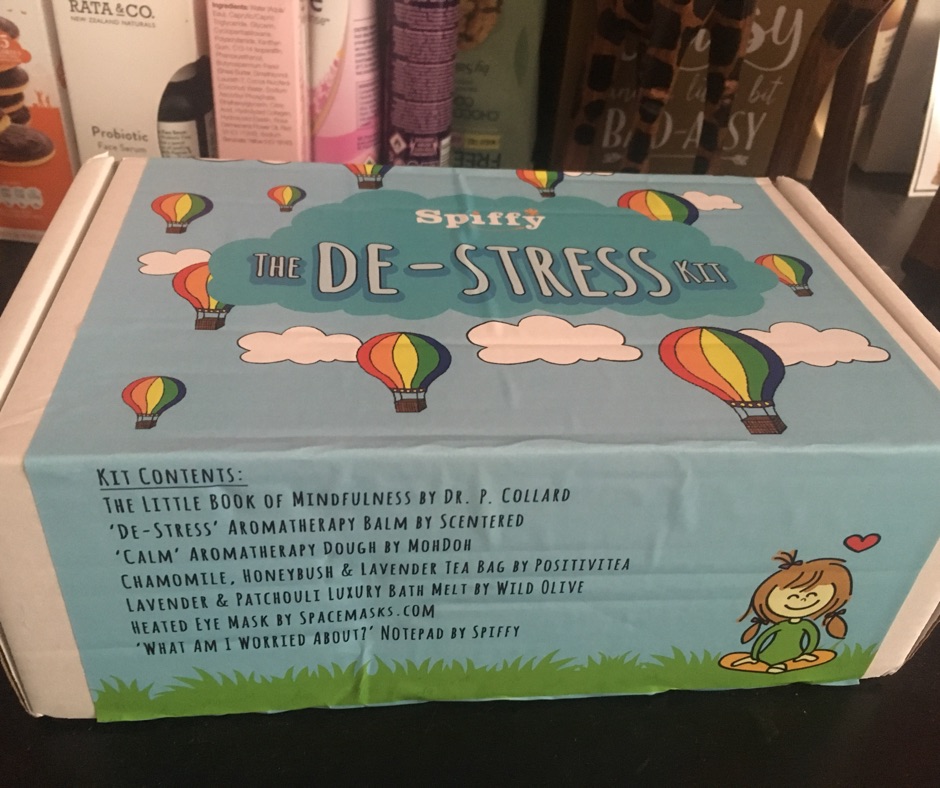 RATA & CO.
NEW ZEALAND NATURALS
Probiotic
Face Serum
Ingredients:
FREE
Spiffy
THE DE-STRESS KIT
KIT CONTENTS:
THE LITTLE BOOK OF MINDFULNESS BY DR. P. COLLARD
'DE-STRESS' AROMATHERAPY BALM BY SCENTERED
'CALM' AROMATHERAPY DOUGH BY MOHDOH
CHAMOMILE, HONEYBUSH & LAVENDER TEA BAG BY POSITIVITEA
LAVENDER & PATCHOULI LUXURY BATH MELT BY WILD OLIVE
HEATED EYE MASK BY SPACEMASKS.COM
'WHAT AM I WORRIED ABOUT?' NOTEPAD BY SPIFFY